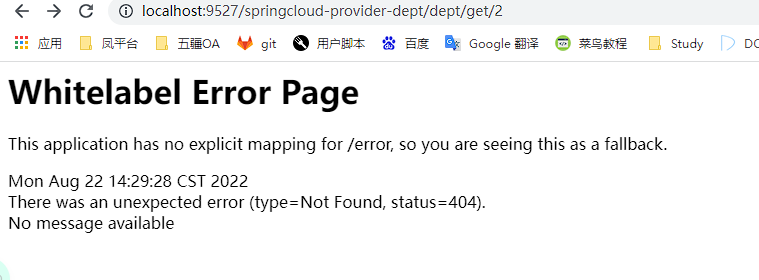 localhost:9527/springcloud-provider-dept/dept/get/2
应用 凤平台 五疆OA git 用户脚本 百度 Google 翻译 菜鸟教程 Study DO
Whitelabel Error Page
This application has no explicit mapping for /error, so you are seeing this as a fallback.
Mon Aug 22 14:29:28 CST 2022
There was an unexpected error (type=Not Found, status=404).
No message available